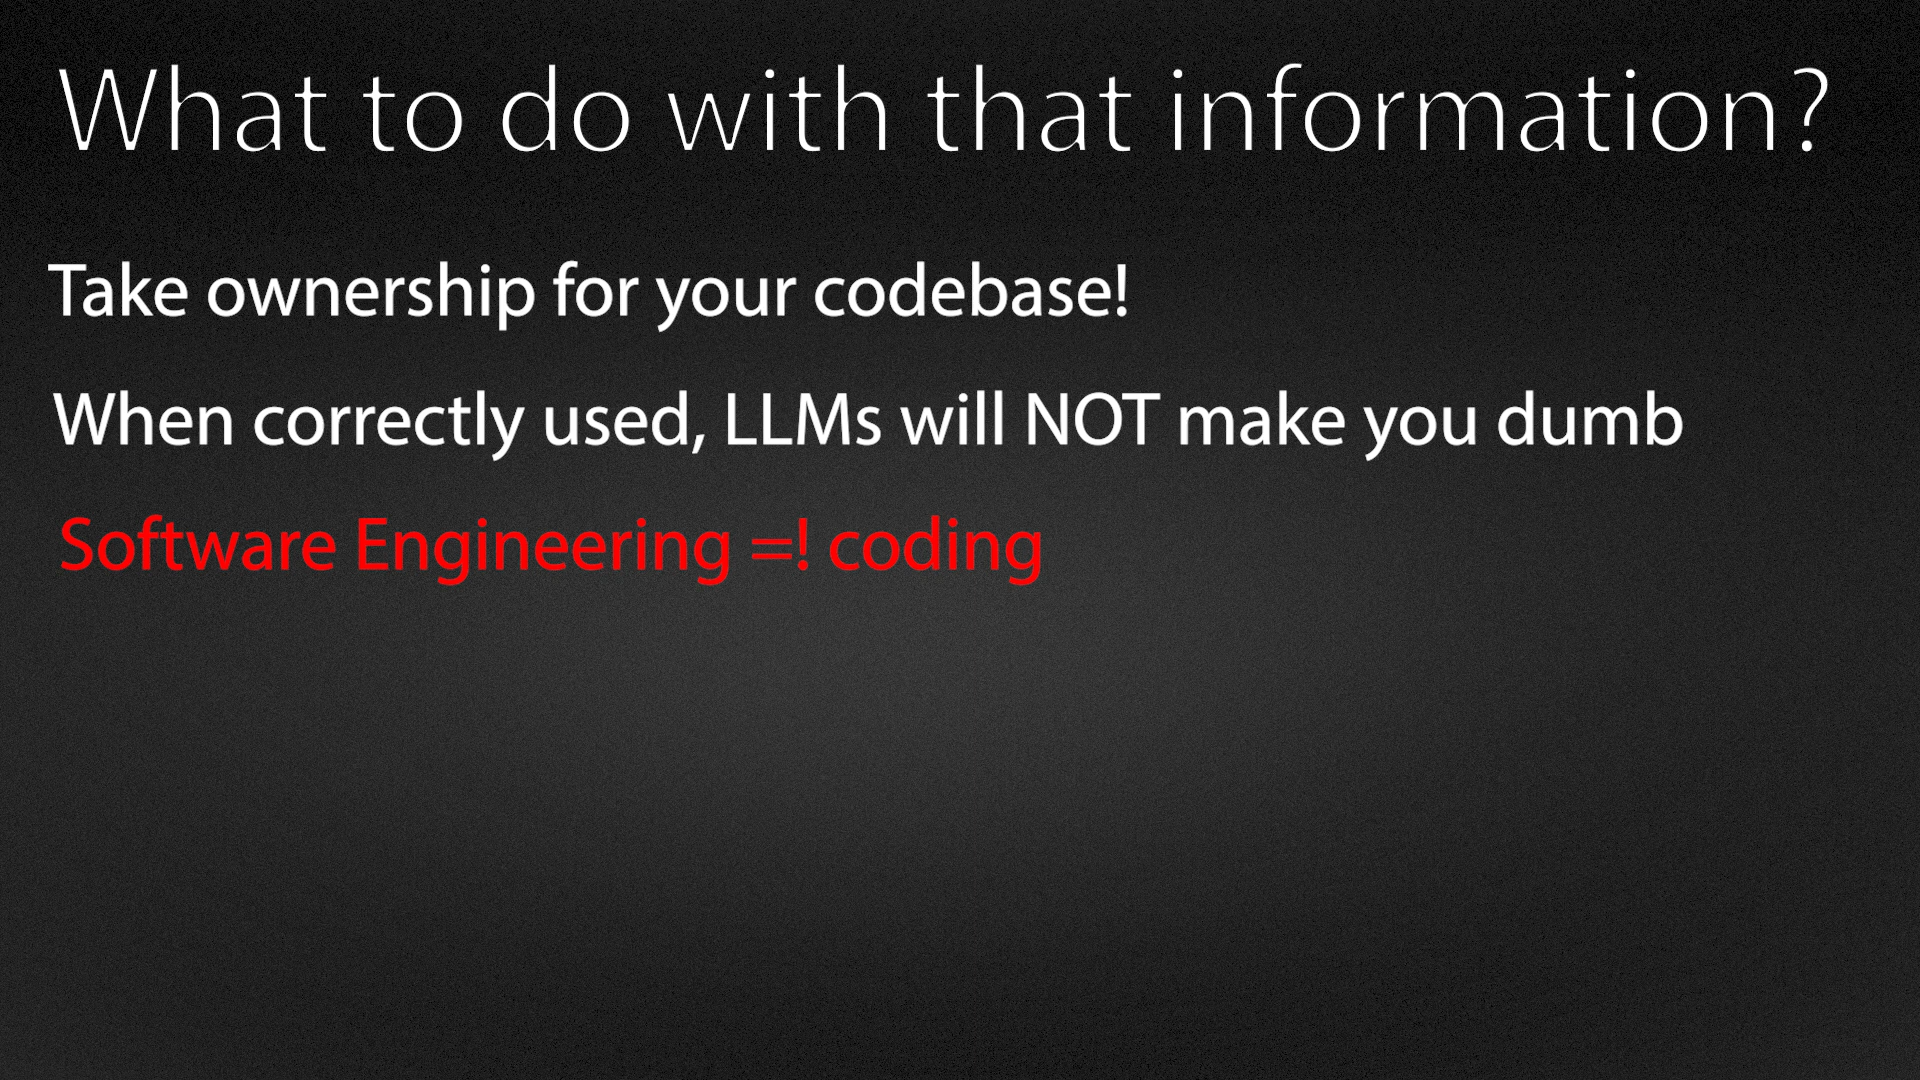 What to do with that information?
Take ownership for your codebase!
When correctly used, LLMs will NOT make you dumb
Software Engineering =! coding